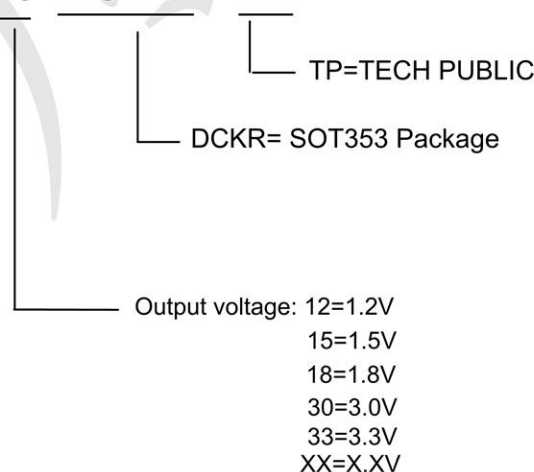 TP=TECH PUBLIC
DCKR= SOT353 Package
Output voltage: 12=1.2V
15=1.5V
18=1.8V
30=3.0V
33=3.3V
XX=X.XV